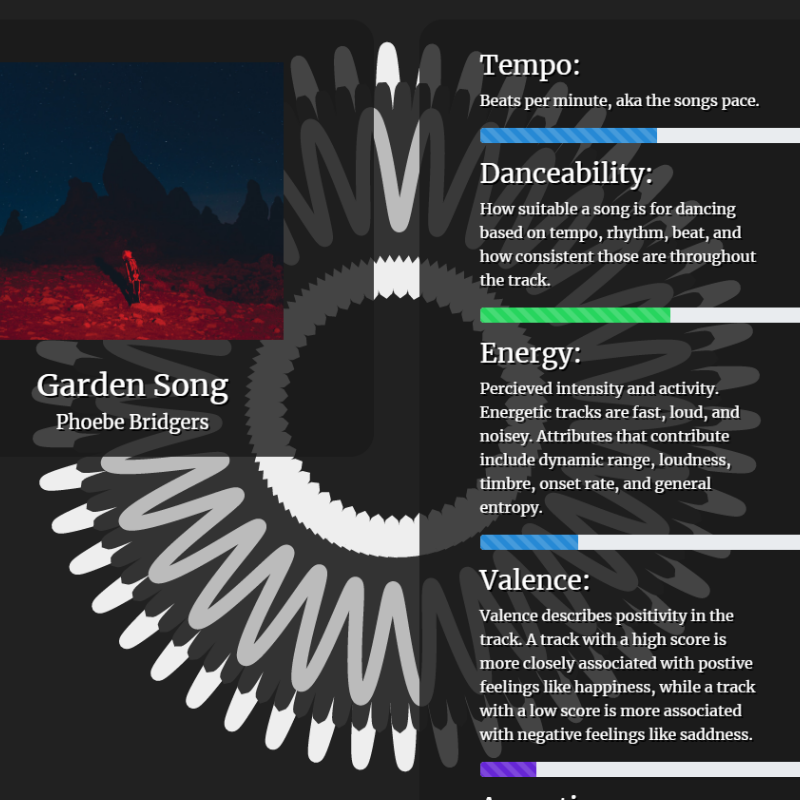 Garden Song
Phoebe Bridgers
Tempo:
Beats per minute, aka the songs pace.
Danceability:
How suitable a song is for dancing
based on tempo, rhythm, beat, and
how consistent those are throughout
the track.
Energy:
Percieved intensity and activity.
Energetic tracks are fast, loud, and
noisey. Attributes that contribute
include dynamic range, loudness,
timbre, onset rate, and general
entropy.
Valence:
Valence describes positivity in the
track. A track with a high score is
more closely associated with postive
feelings like happiness, while a track
with a low score is more associated
with negative feelings like saddness.